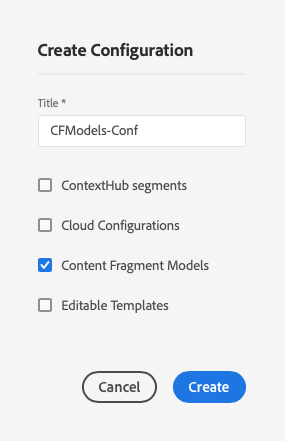 Create Configuration
Title *
CFModels-Conf
ContextHub segments
Cloud Configurations
Content Fragment Models
Editable Templates
Cancel Create